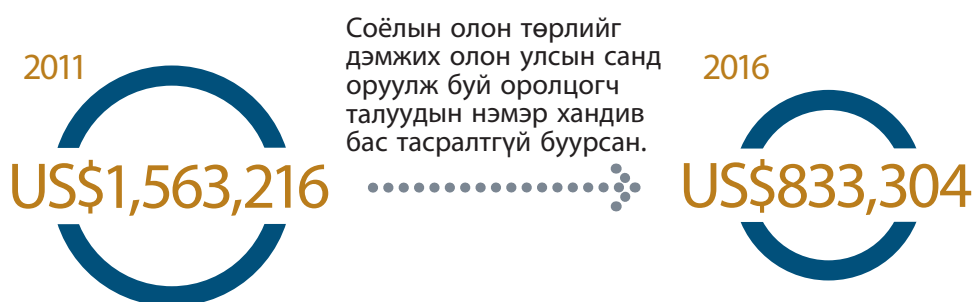 2011
US$1,563,216
Соёлын олон төрлийг
дэмжих олон улсын санд
оруулж буй оролцогч
талуудын нэмэр хандив
бас тасралтгүй буурсан.
2016
US$833,304